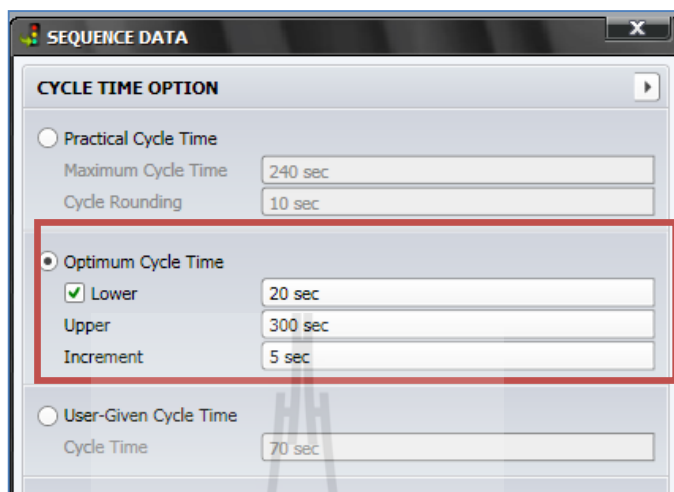 SEQUENCE DATA
X
CYCLE TIME OPTION
Practical Cycle Time
Maximum Cycle Time 240 sec
Cycle Rounding 10 sec
Optimum Cycle Time
Lower 20 sec
Upper 300 sec
Increment 5 sec
User-Given Cycle Time
Cycle Time 70 sec